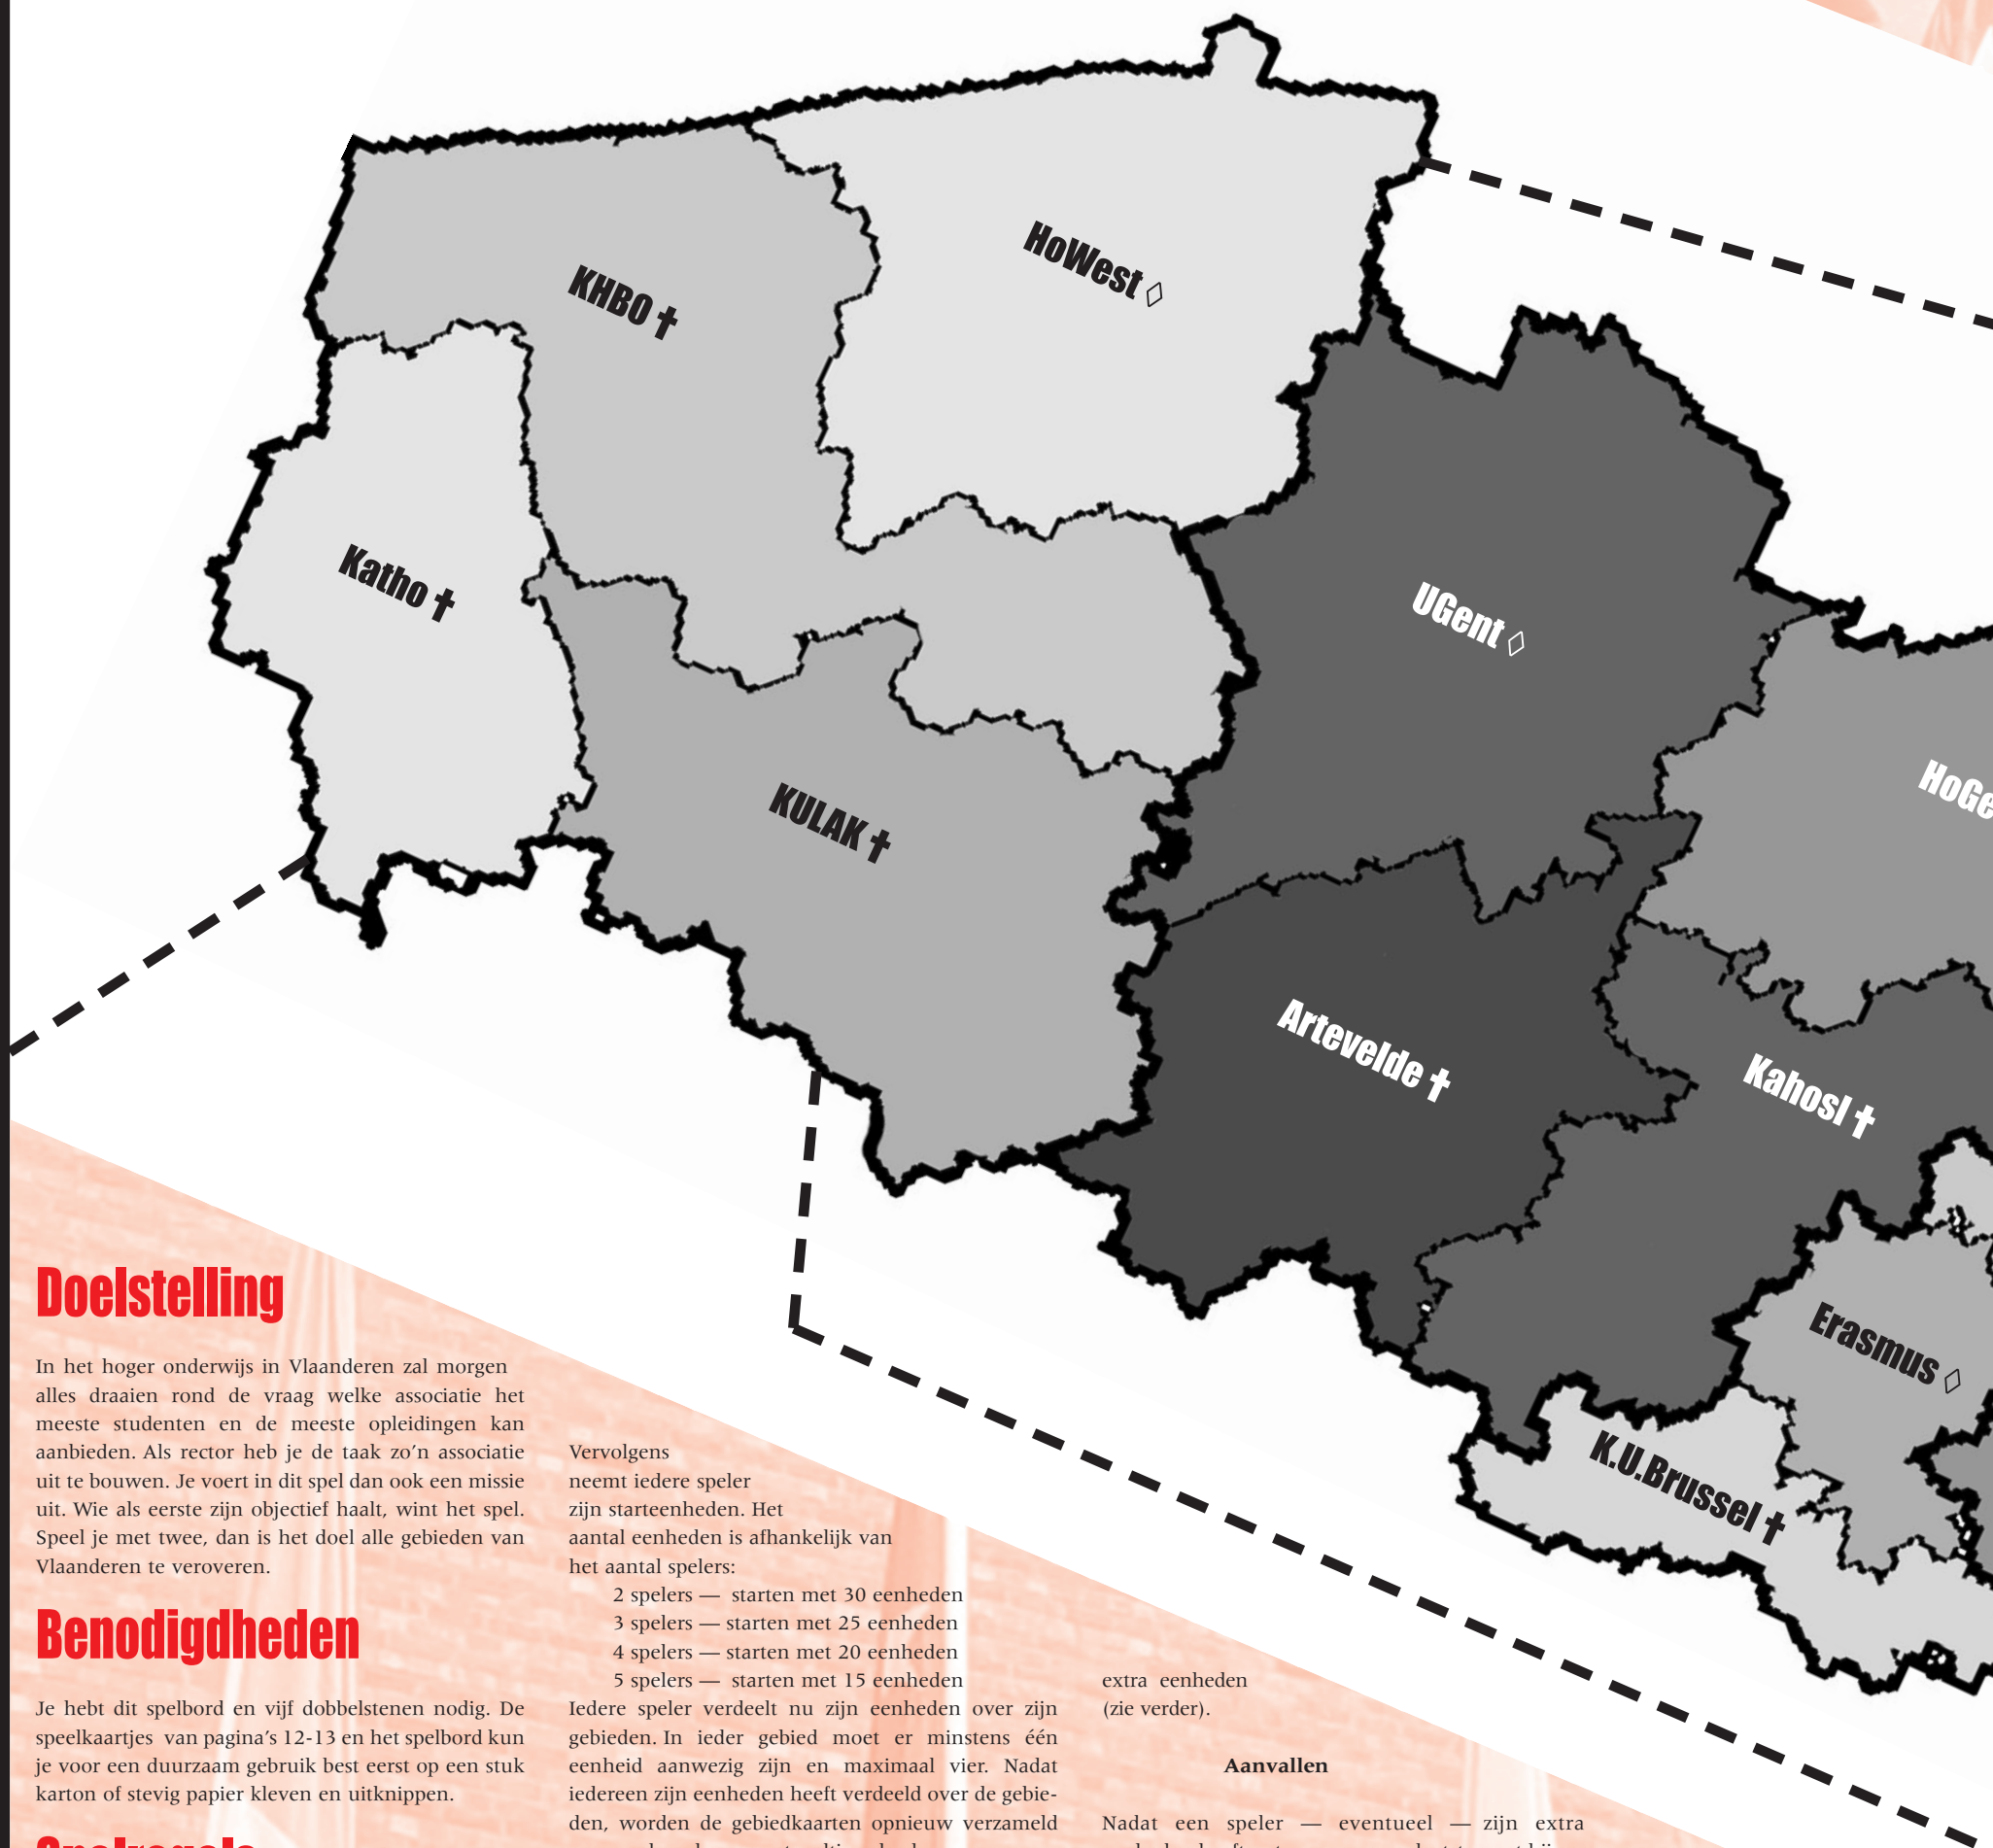 HoWest ◊
KHBO †
Katho †
UGent ◊
KULAK †
Artevelde †
Kahosl †
Erasmus ◊
K.U.Brussel †
Doelstelling
In het hoger onderwijs in Vlaanderen zal morgen
alles draaien rond de vraag welke associatie het
meeste studenten en de meeste opleidingen kan
aanbieden. Als rector heb je de taak zo’n associatie
uit te bouwen. Je voert in dit spel dan ook een missie
uit. Wie als eerste zijn objectief haalt, wint het spel.
Speel je met twee, dan is het doel alle gebieden van
Vlaanderen te veroveren.
Benodigdheden
Je hebt dit spelbord en vijf dobbelstenen nodig. De
speelkaartjes van pagina’s 12-13 en het spelbord kun
je voor een duurzaam gebruik best eerst op een stuk
karton of stevig papier kleven en uitknippen.
Vervolgens
neemt iedere speler
zijn starteenheden. Het
aantal eenheden is afhankelijk van
het aantal spelers:
2 spelers — starten met 30 eenheden
3 spelers — starten met 25 eenheden
4 spelers — starten met 20 eenheden
5 spelers — starten met 15 eenheden
Iedere speler verdeelt nu zijn eenheden over zijn
gebieden. In ieder gebied moet er minstens één
eenheid aanwezig zijn en maximaal vier. Nadat
iedereen zijn eenheden heeft verdeeld over de gebie-
den, worden de gebiedkaarten opnieuw verzameld
extra eenheden
(zie verder).
Aanvallen
Nadat een speler — eventueel — zijn extra